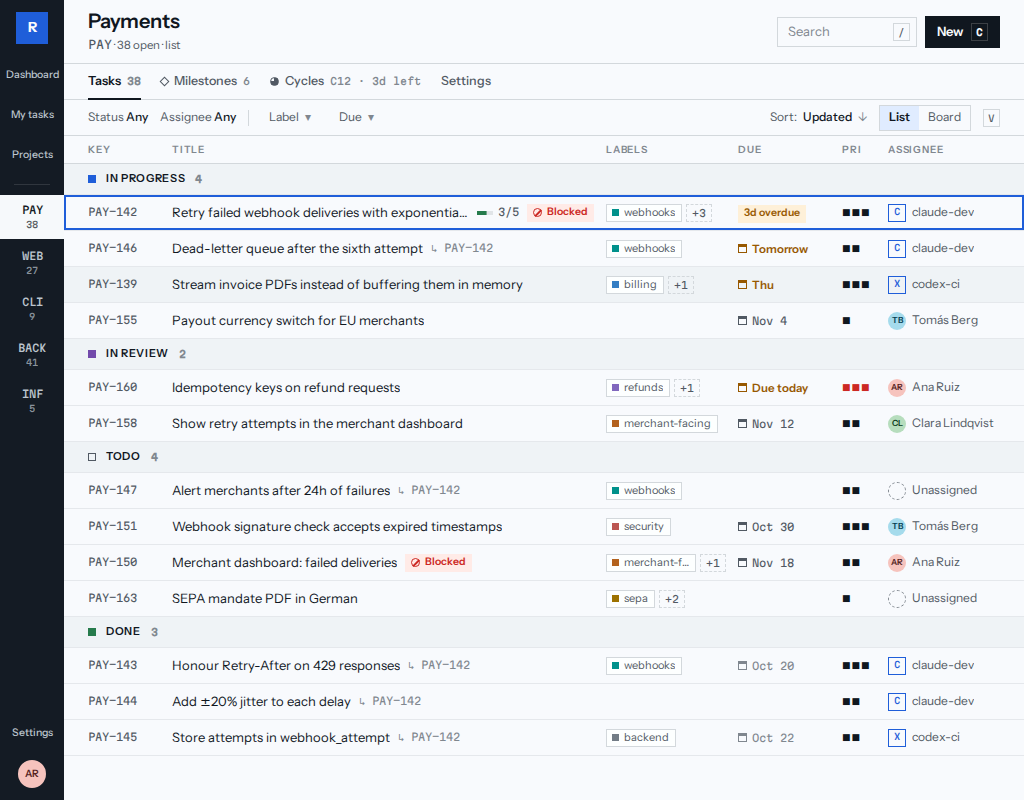 R
Dashboard
My tasks
Projects
PAY
38
WEB
27
CLI
9
BACK
41
INF
5
Settings
AR
Payments
PAY·38 open·list
Search /
New C
Tasks 38 Milestones 6 Cycles C12 · 3d left Settings
Status Any Assignee Any Label ▾ Due ▾ Sort: Updated ↓ List Board V
KEY TITLE LABELS DUE PRI ASSIGNEE
IN PROGRESS 4
PAY-142 Retry failed webhook deliveries with exponentia… 3/5 Blocked webhooks +3 3d overdue C claude-dev
PAY-146 Dead-letter queue after the sixth attempt ↳ PAY-142 webhooks Tomorrow C claude-dev
PAY-139 Stream invoice PDFs instead of buffering them in memory billing +1 Thu X codex-ci
PAY-155 Payout currency switch for EU merchants Nov 4 TB Tomás Berg
IN REVIEW 2
PAY-160 Idempotency keys on refund requests refunds +1 Due today AR Ana Ruiz
PAY-158 Show retry attempts in the merchant dashboard merchant-facing Nov 12 CL Clara Lindqvist
TODO 4
PAY-147 Alert merchants after 24h of failures ↳ PAY-142 webhooks Unassigned
PAY-151 Webhook signature check accepts expired timestamps security Oct 30 TB Tomás Berg
PAY-150 Merchant dashboard: failed deliveries Blocked merchant-f… +1 Nov 18 AR Ana Ruiz
PAY-163 SEPA mandate PDF in German sepa +2 Unassigned
DONE 3
PAY-143 Honour Retry-After on 429 responses ↳ PAY-142 webhooks Oct 20 C claude-dev
PAY-144 Add ±20% jitter to each delay ↳ PAY-142 C claude-dev
PAY-145 Store attempts in webhook_attempt ↳ PAY-142 backend Oct 22 X codex-ci